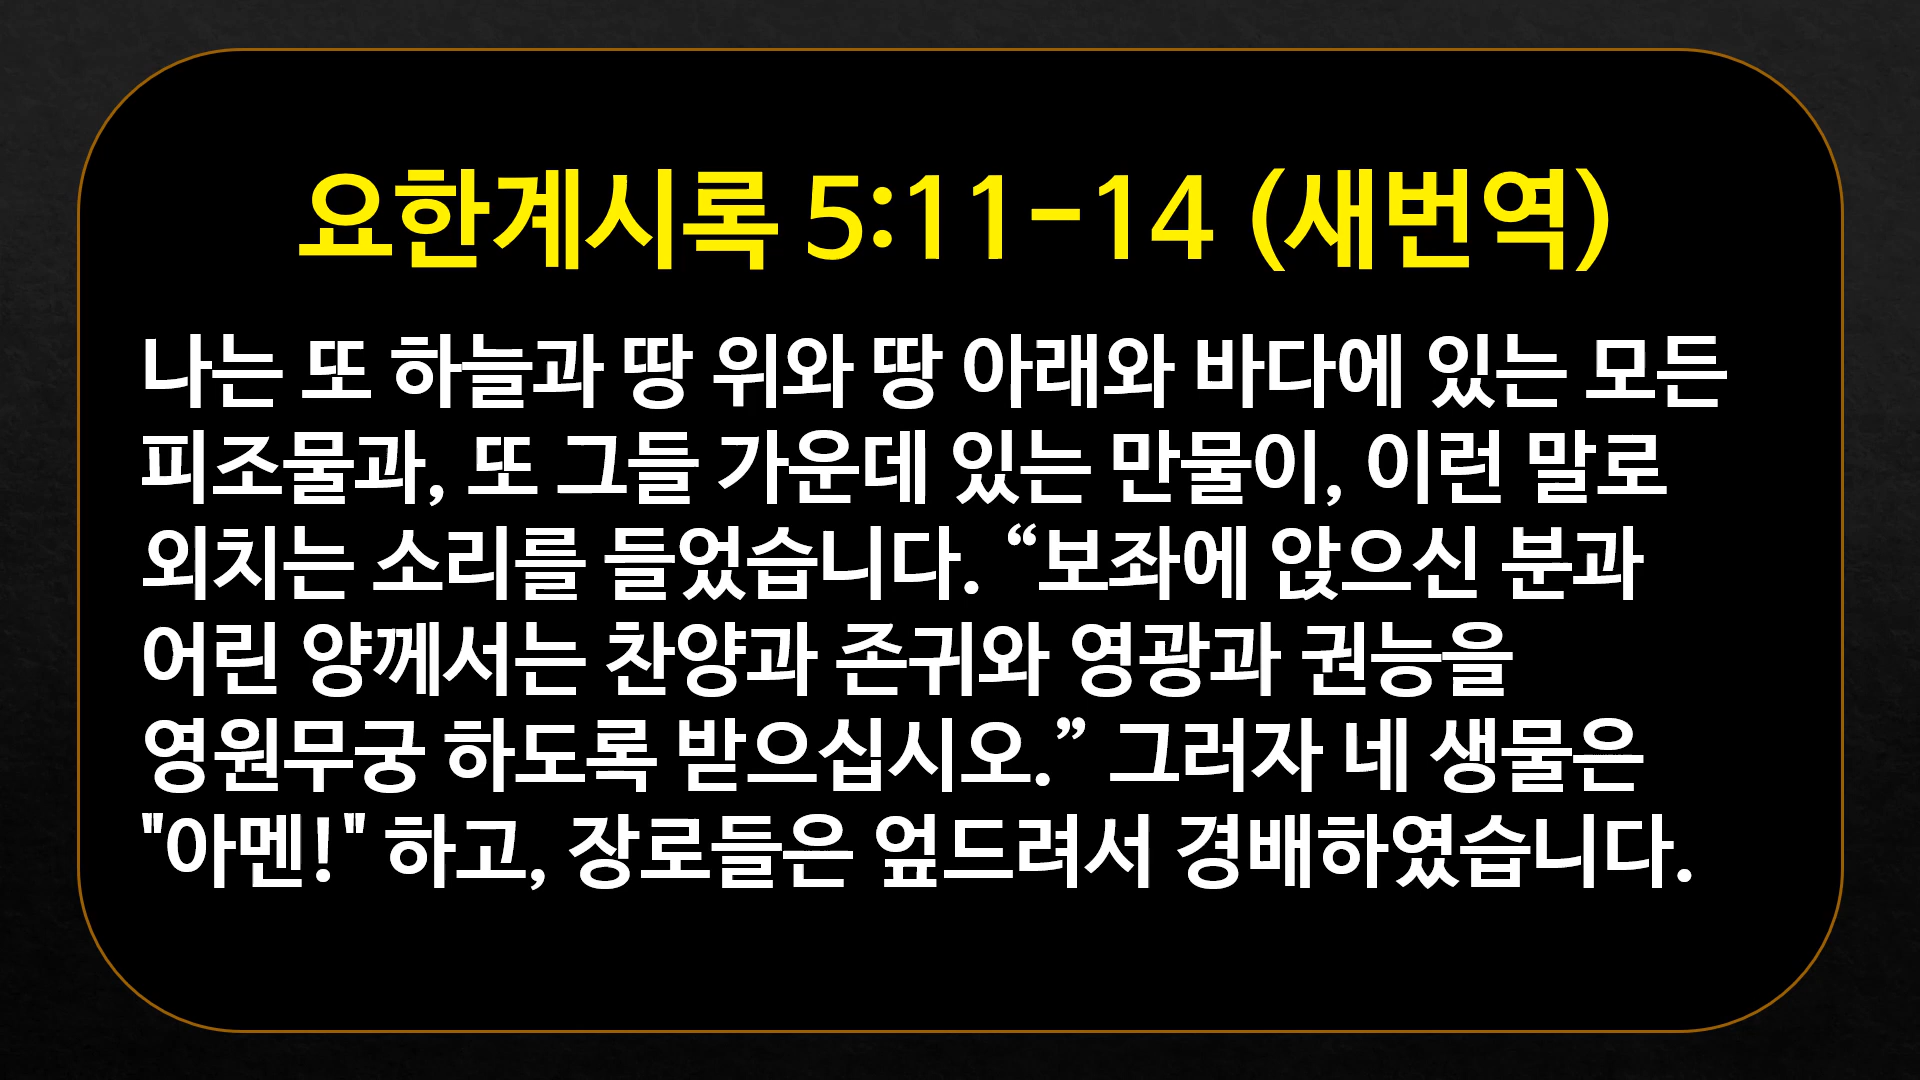 요한계시록 5:11-14 (새번역)
나는 또 하늘과 땅 위와 땅 아래와 바다에 있는 모든
피조물과, 또 그들 가운데 있는 만물이, 이런 말로
외치는 소리를 들었습니다. “보좌에 앉으신 분과
어린 양께서는 찬양과 존귀와 영광과 권능을
영원무궁 하도록 받으십시오.” 그러자 네 생물은
"아멘!" 하고, 장로들은 엎드려서 경배하였습니다.